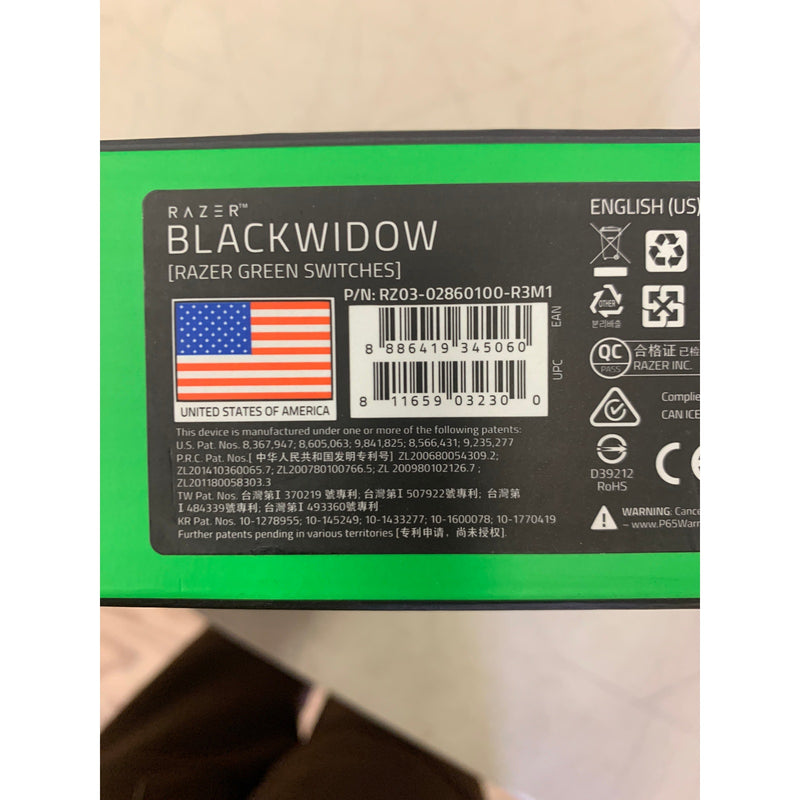 RAZER™
BLACKWIDOW
[RAZER GREEN SWITCHES]
P/N: RZ03-02860100-R3M1
EAN
8 886419 345060
UPC
8 11659 03230 0
UNITED STATES OF AMERICA
This device is manufactured under one or more of the following patents:
U.S. Pat. Nos. 8,367,947; 8,605,063; 9,841,825; 8,566,431; 9,235,277
P.R.C. Pat. Nos.[ 中华人民共和国发明专利号] ZL200680054309.2;
ZL201410360065.7; ZL200780100766.5; ZL 200980102126.7 ;
ZL201180058303.3
TW Pat. Nos. 台灣第I 370219 號專利; 台灣第I 507922號專利; 台灣第
I 484339號專利; 台灣第I 493360號專利
KR Pat. Nos. 10-1278955; 10-145249; 10-1433277; 10-1600078; 10-1770419
Further patents pending in various territories [专利申请，尚未授权].
ENGLISH (US)
OTHER
분리배출
QC
PASS
合格证 已检
RAZER INC.
Complie
CAN ICE
D39212
RoHS
CE
WARNING: Cance
– www.P65Warn